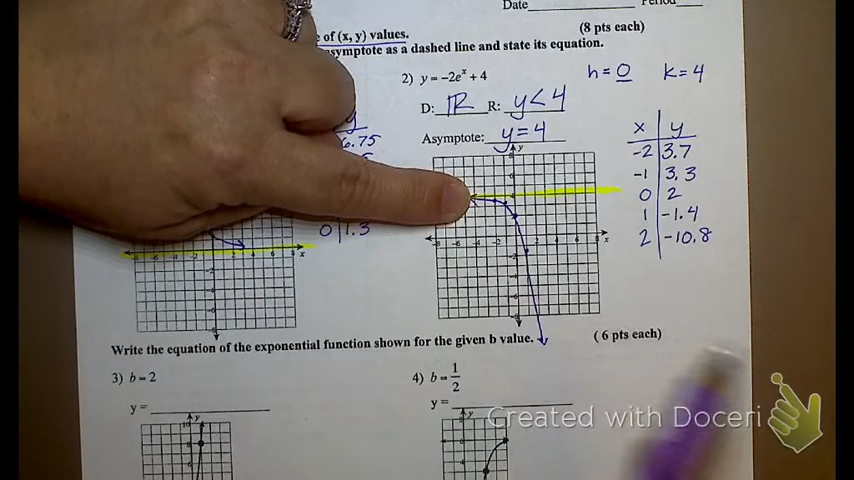 Date
of (x, y) values.
(8 pts each)
asymptote as a dashed line and state its equation.
2) y = -2e^x + 4
h = 0 k = 4
D: ℝ R: y < 4
Asymptote: y = 4
x y
-2 3.7
-1 3.3
0 2
1 -1.4
2 -10.8
y
6.75
0 1.3
Write the equation of the exponential function shown for the given b value. ( 6 pts each)
3) b = 2
y =
4) b = 1/2
y =
Created with Doceri